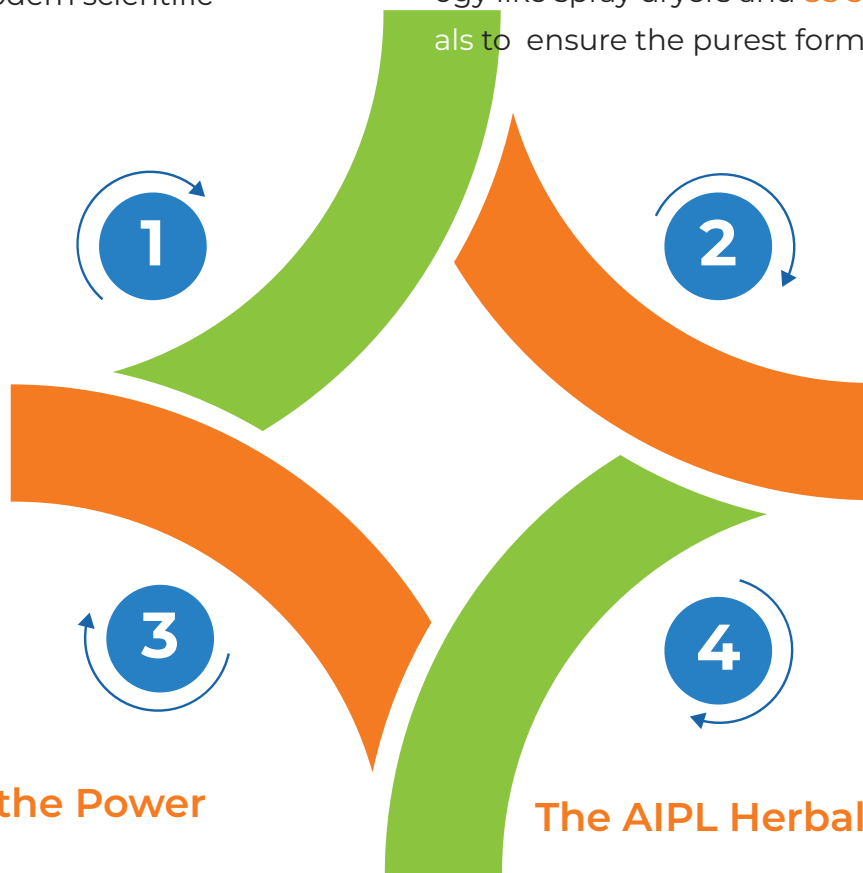 odern scientific
ogy like spray dryers and
als to ensure the purest form
1
2
3
4
the Power
The AIPL Herbal